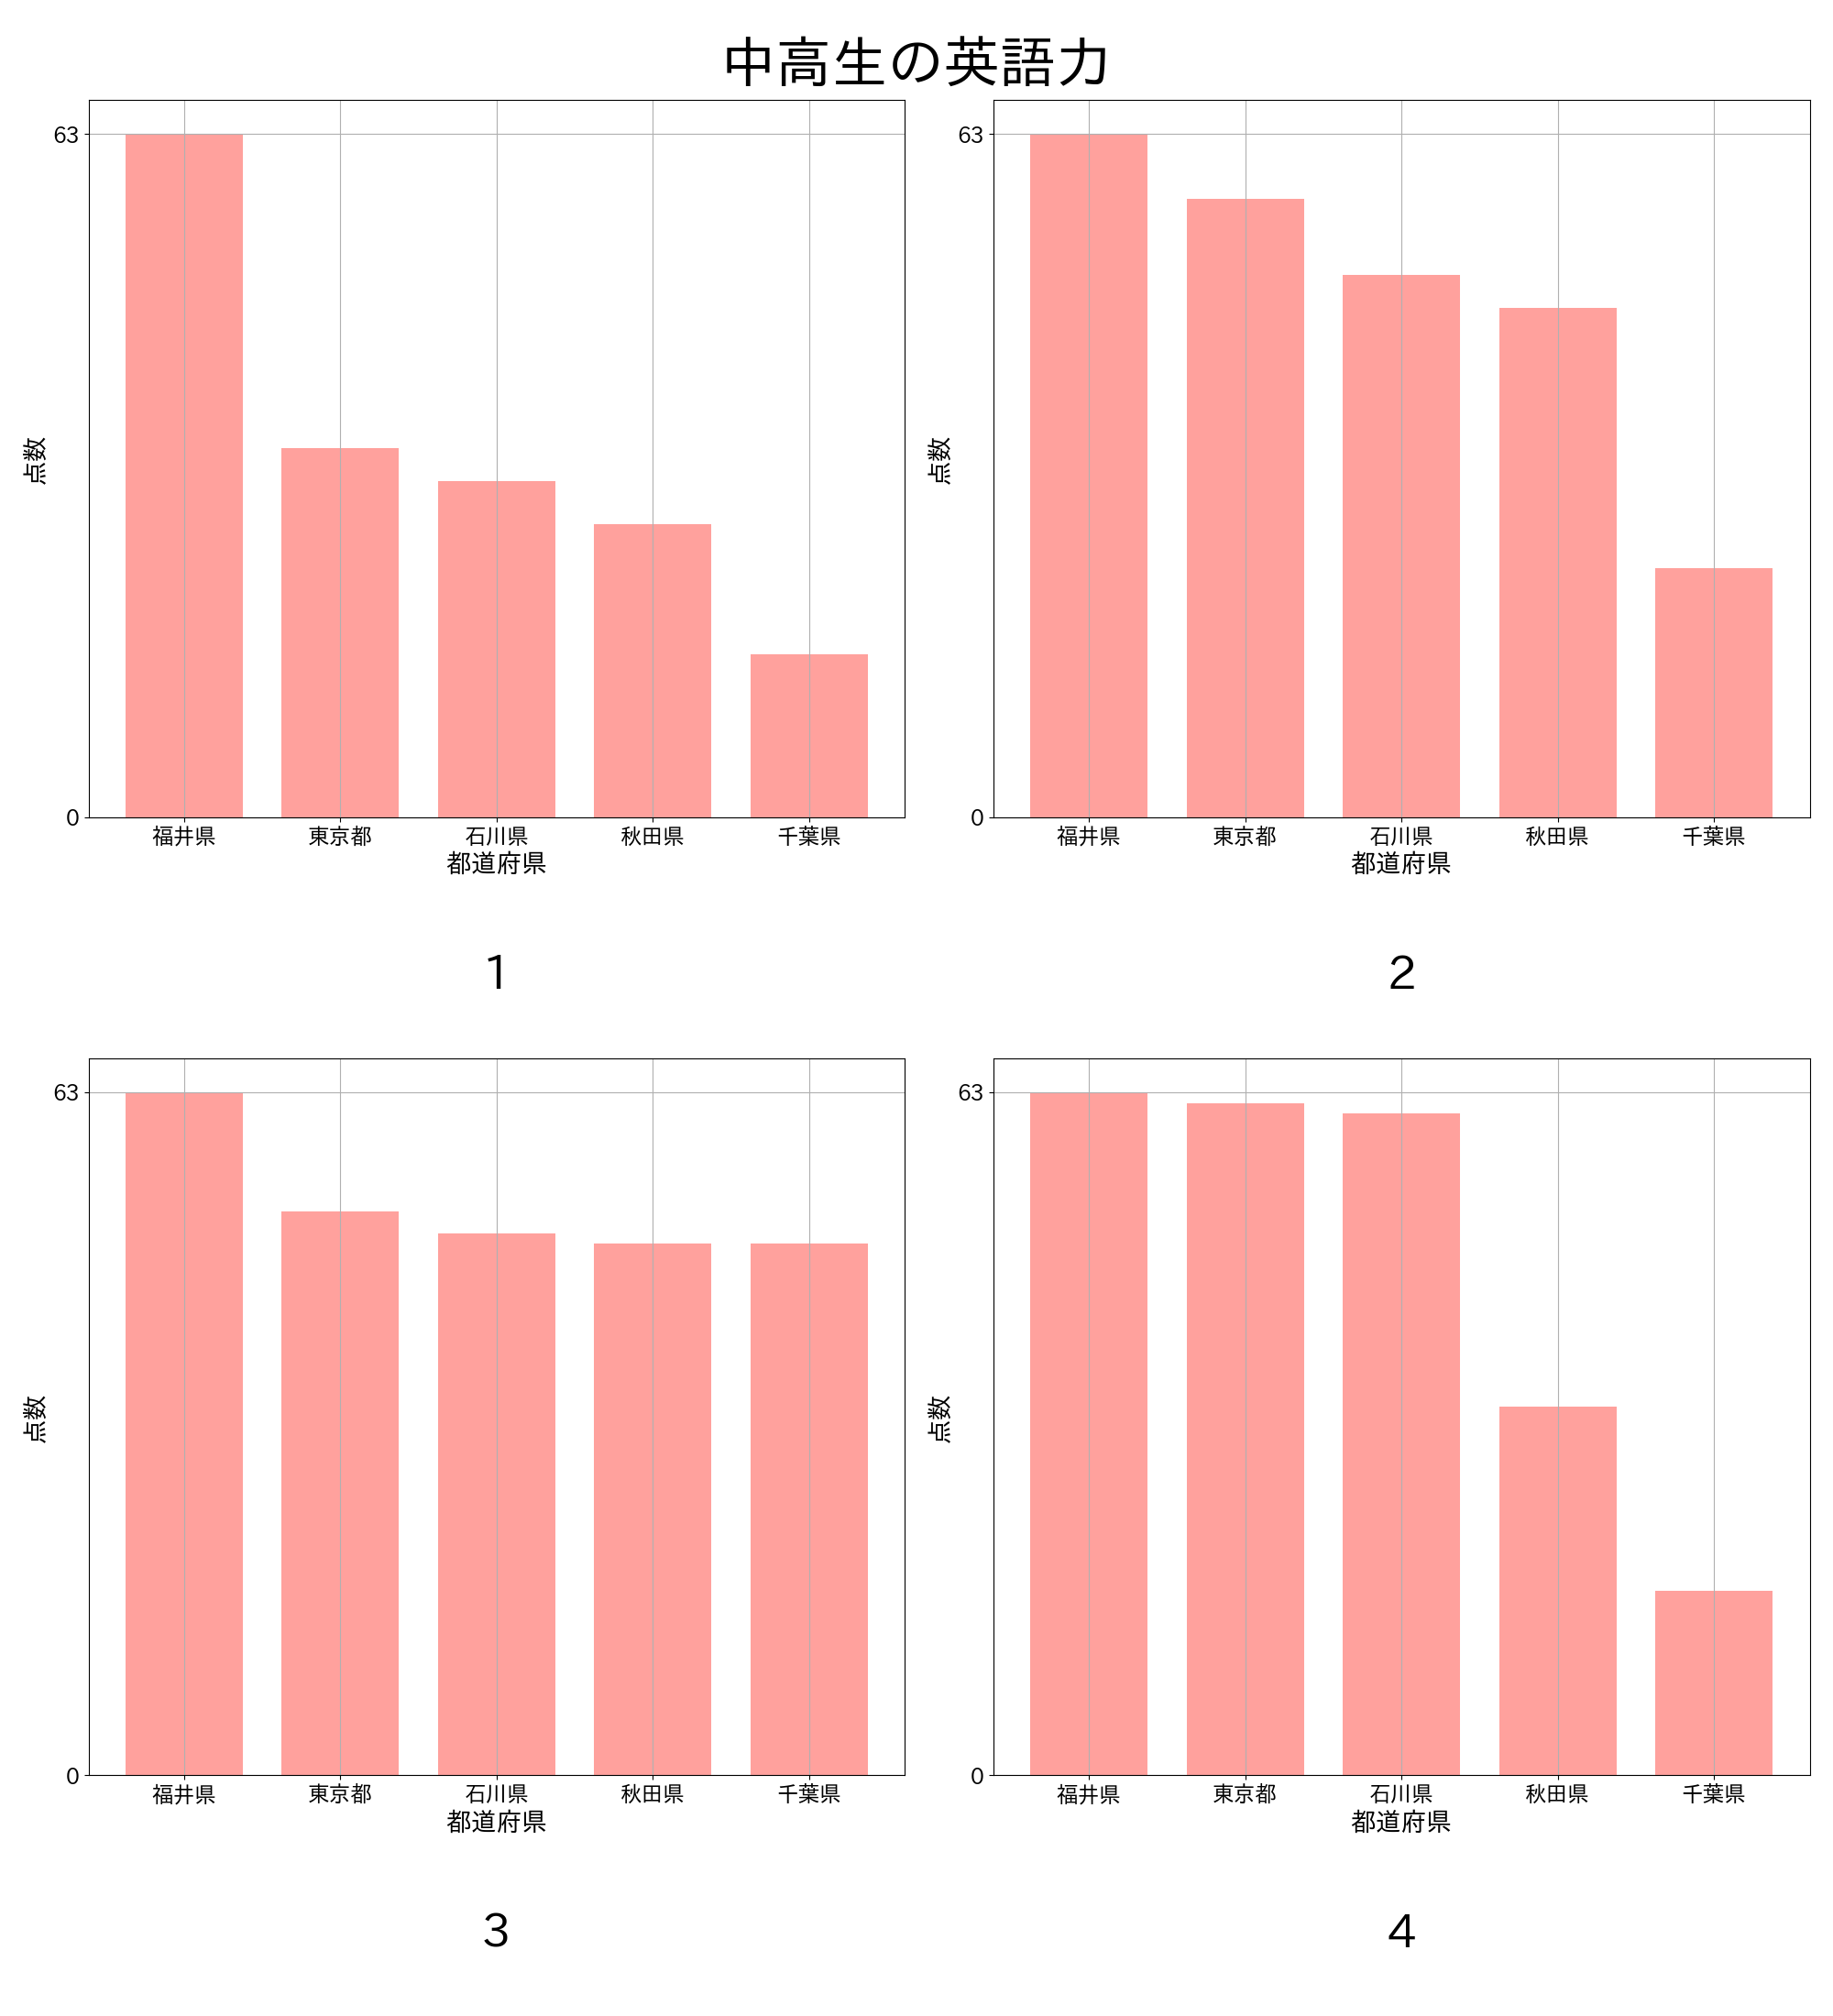 中高生の英語力
63
0
点数
福井県 東京都 石川県 秋田県 千葉県
都道府県
1
63
0
点数
福井県 東京都 石川県 秋田県 千葉県
都道府県
2
63
0
点数
福井県 東京都 石川県 秋田県 千葉県
都道府県
3
63
0
点数
福井県 東京都 石川県 秋田県 千葉県
都道府県
4